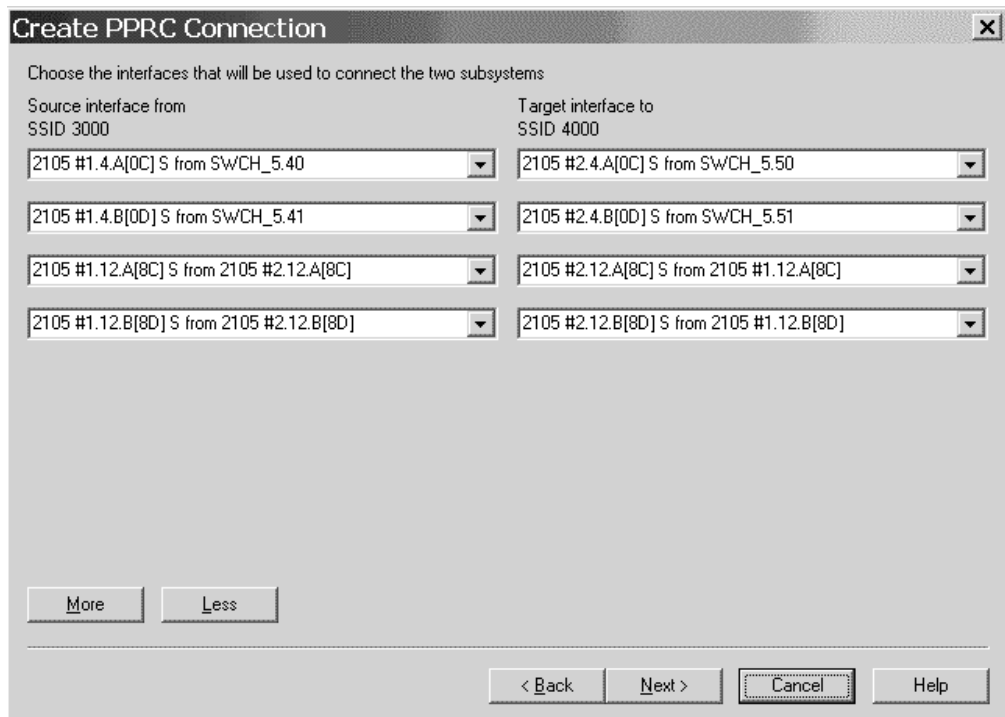 Create PPRC Connection
Choose the interfaces that will be used to connect the two subsystems
Source interface from
SSID 3000
Target interface to
SSID 4000
2105 #1.4.A[0C] S from SWCH_5.40
2105 #2.4.A[0C] S from SWCH_5.50
2105 #1.4.B[0D] S from SWCH_5.41
2105 #2.4.B[0D] S from SWCH_5.51
2105 #1.12.A[8C] S from 2105 #2.12.A[8C]
2105 #2.12.A[8C] S from 2105 #1.12.A[8C]
2105 #1.12.B[8D] S from 2105 #2.12.B[8D]
2105 #2.12.B[8D] S from 2105 #1.12.B[8D]
More
Less
< Back
Next >
Cancel
Help